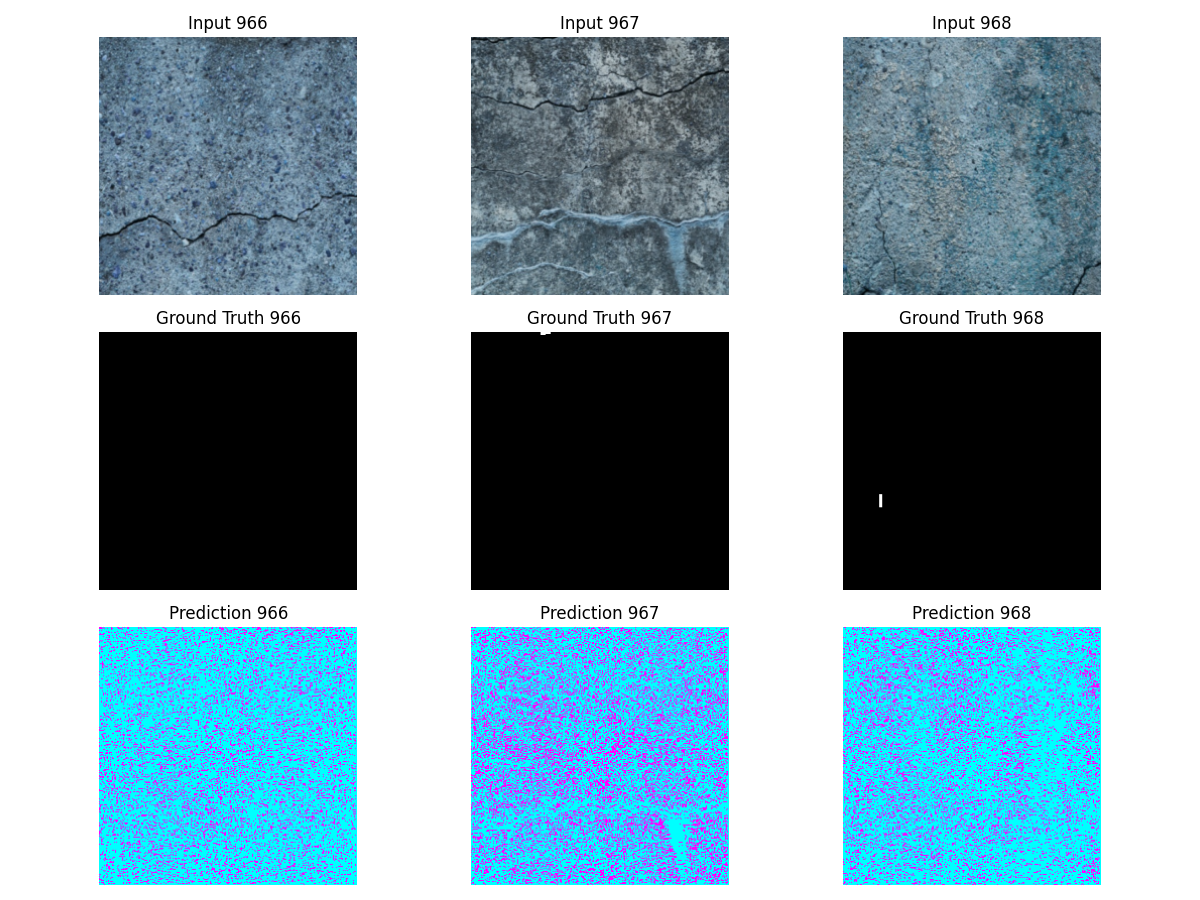 Input 966
Input 967
Input 968
Ground Truth 966
Ground Truth 967
Ground Truth 968
Prediction 966
Prediction 967
Prediction 968